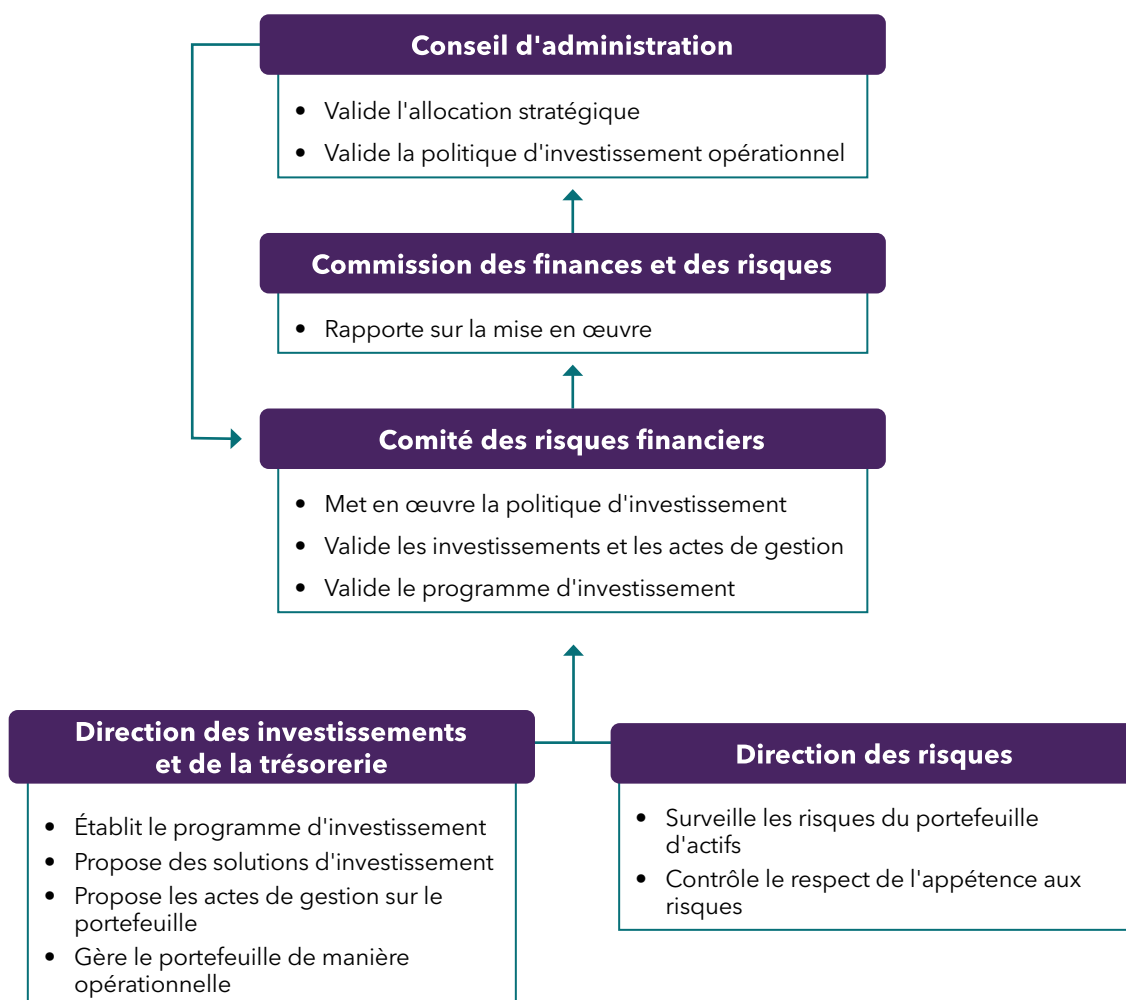 Conseil d'administration
• Valide l'allocation stratégique
• Valide la politique d'investissement opérationnel
Commission des finances et des risques
• Rapporte sur la mise en œuvre
Comité des risques financiers
• Met en œuvre la politique d'investissement
• Valide les investissements et les actes de gestion
• Valide le programme d'investissement
Direction des investissements
et de la trésorerie
• Établit le programme d'investissement
• Propose des solutions d'investissement
• Propose les actes de gestion sur le
portefeuille
• Gère le portefeuille de manière
opérationnelle
Direction des risques
• Surveille les risques du portefeuille
d'actifs
• Contrôle le respect de l'appétence aux
risques